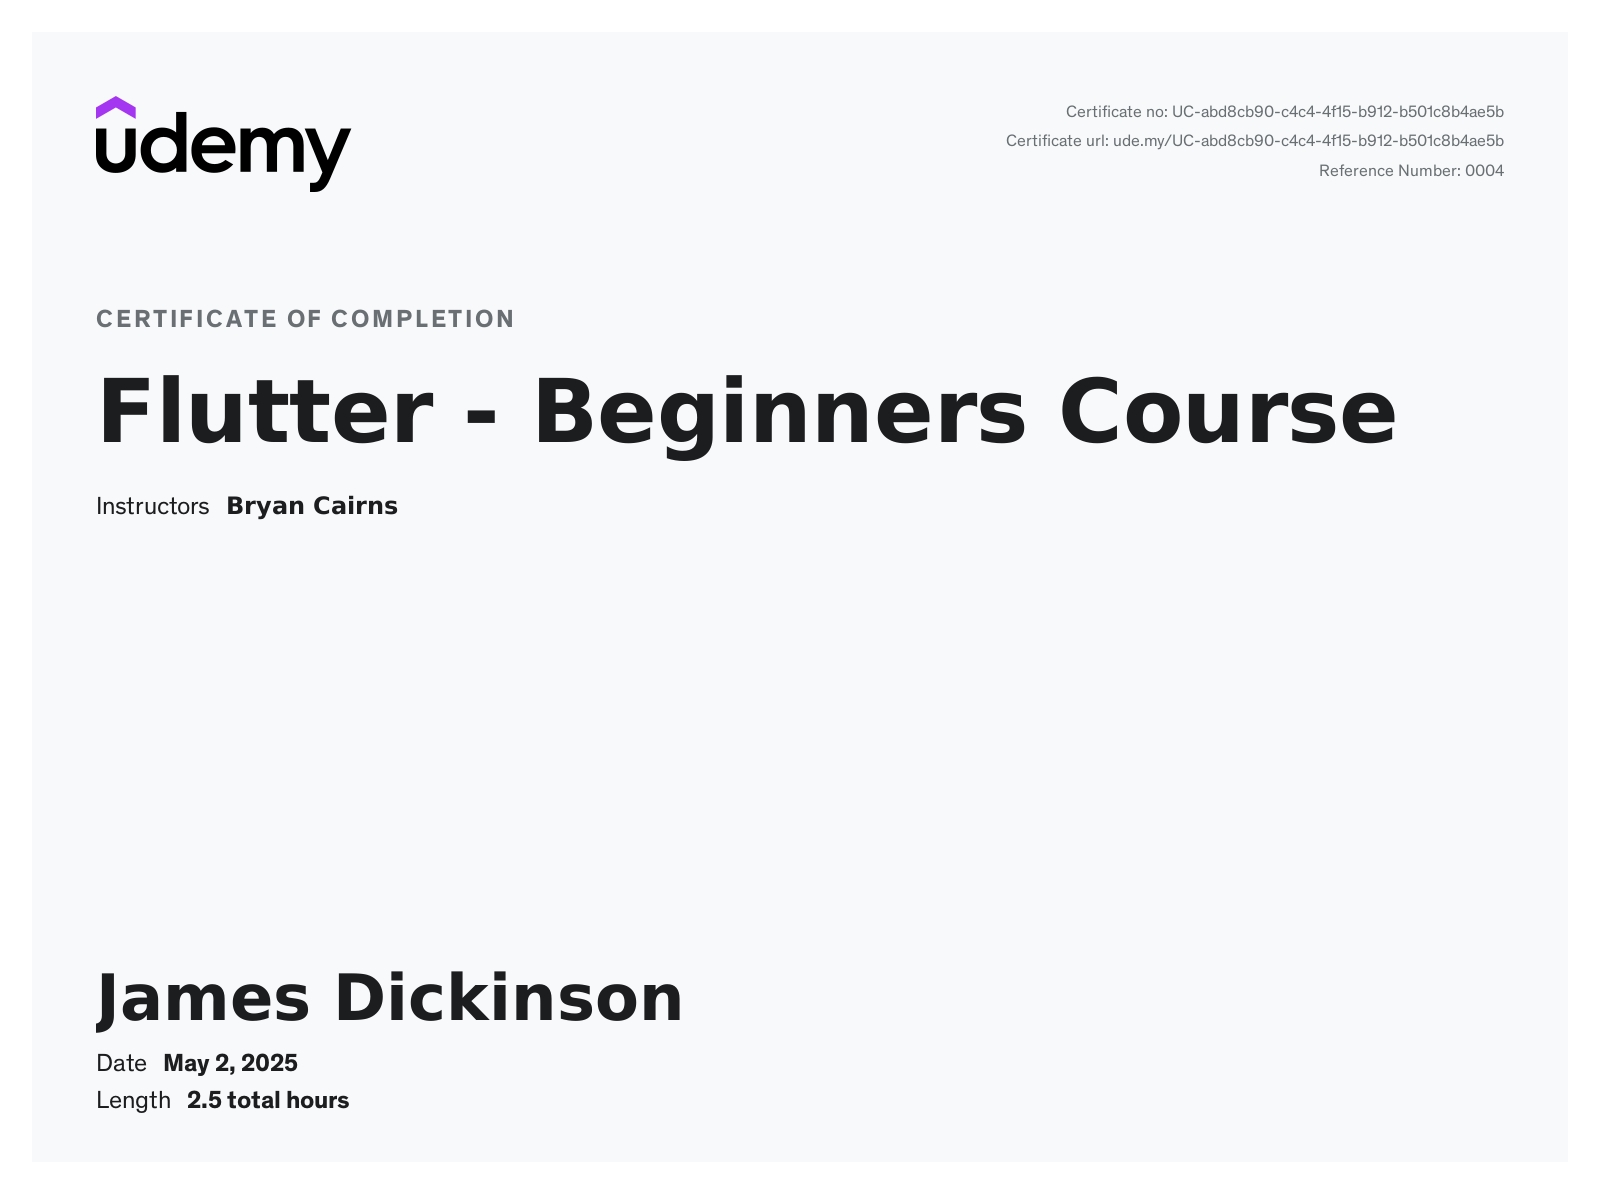 udemy
Certificate no: UC-abd8cb90-c4c4-4f15-b912-b501c8b4ae5b
Certificate url: ude.my/UC-abd8cb90-c4c4-4f15-b912-b501c8b4ae5b
Reference Number: 0004
CERTIFICATE OF COMPLETION
Flutter - Beginners Course
Instructors Bryan Cairns
James Dickinson
Date May 2, 2025
Length 2.5 total hours